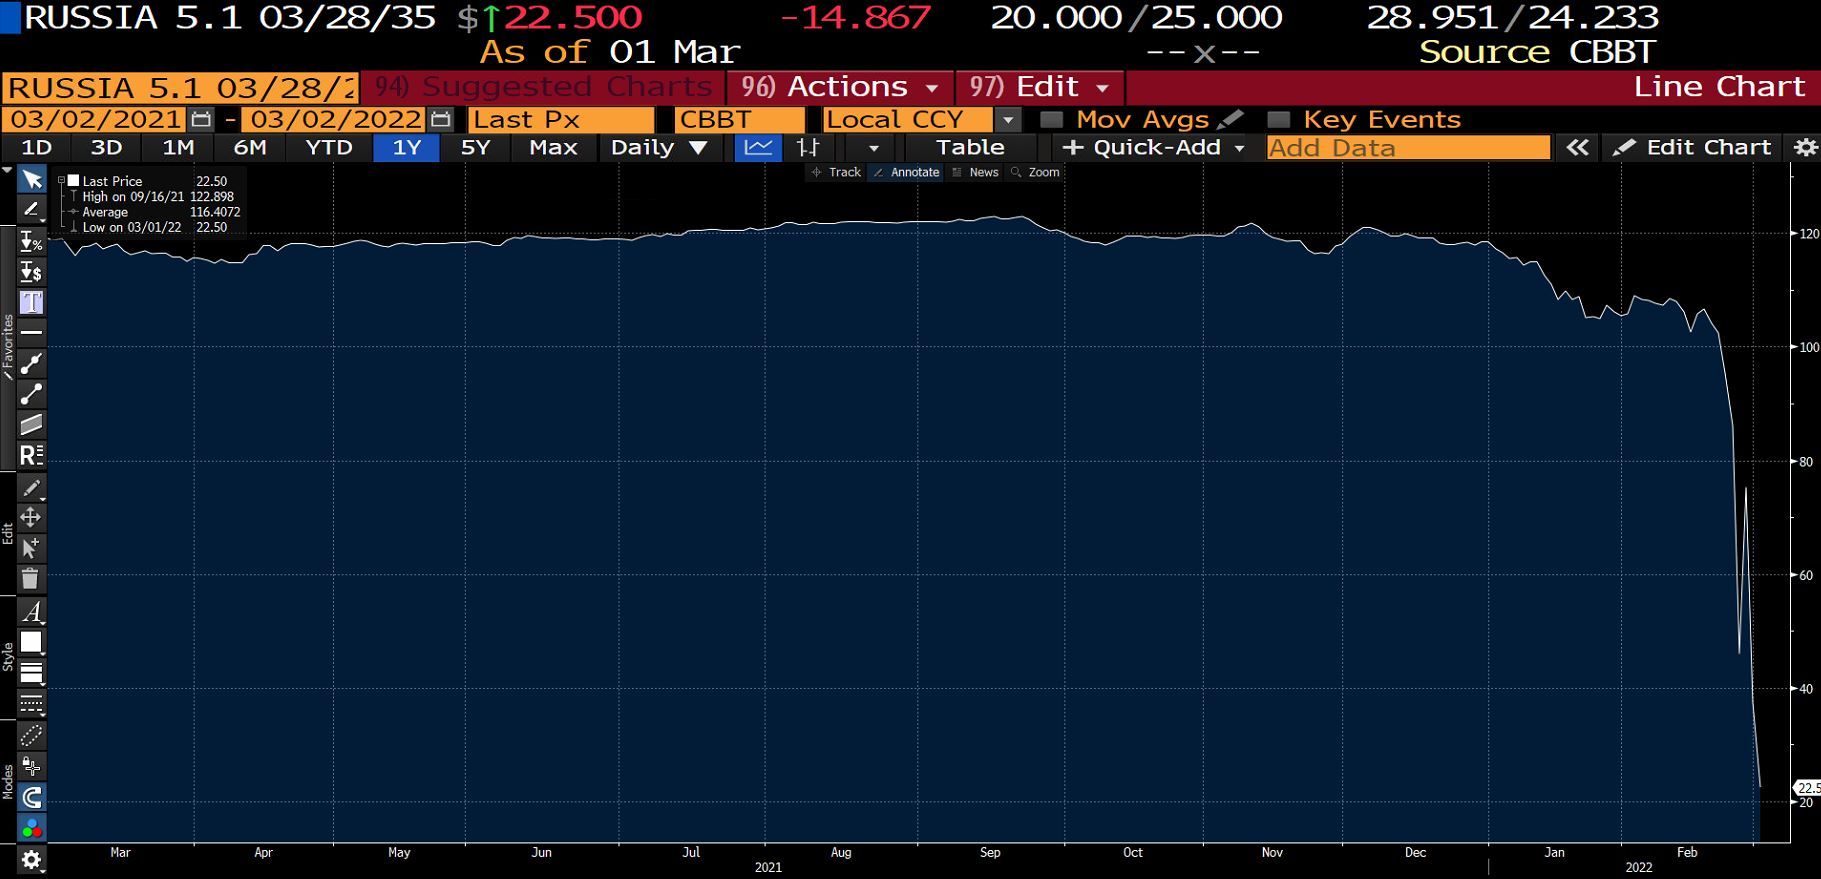 RUSSIA 5.1 03/28/35 $↑22.500 -14.867 20.000/25.000 28.951/24.233
As of 01 Mar --x-- Source CBBT
RUSSIA 5.1 03/28/3 94) Suggested Charts 96) Actions 97) Edit Line Chart
03/02/2021 - 03/02/2022 Last Px CBBT Local CCY Mov Avgs Key Events
1D 3D 1M 6M YTD 1Y 5Y Max Daily ▼ Table + Quick-Add Add Data « Edit Chart
Track Annotate News Zoom
Last Price 22.50
High on 09/16/21 122.898
Average 116.4072
Low on 03/01/22 22.50
Favorites
Edit
Style
Modes
%
$
T
R
A
120
100
80
60
40
22.5
20
Mar Apr May Jun Jul Aug Sep Oct Nov Dec Jan Feb
2021 2022